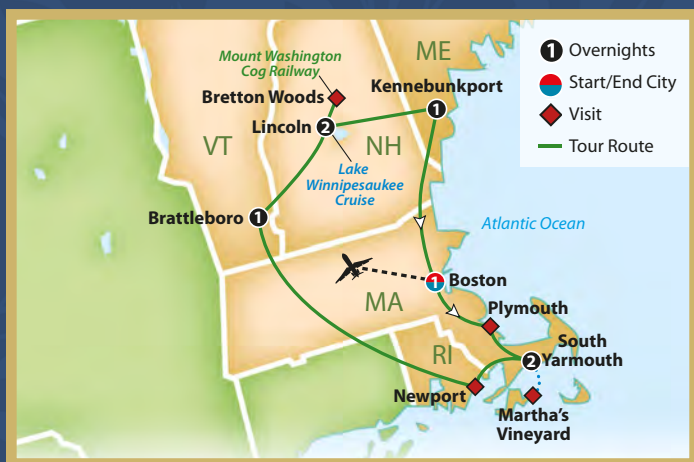 ME
1 Overnights
1 Start/End City
Visit
Tour Route
Mount Washington
Cog Railway
Bretton Woods
Kennebunkport
1
Lincoln 2
VT
NH
Lake
Winnipesaukee
Cruise
Brattleboro 1
Atlantic Ocean
1 Boston
MA
Plymouth
RI
South
2 Yarmouth
Newport
Martha's
Vineyard